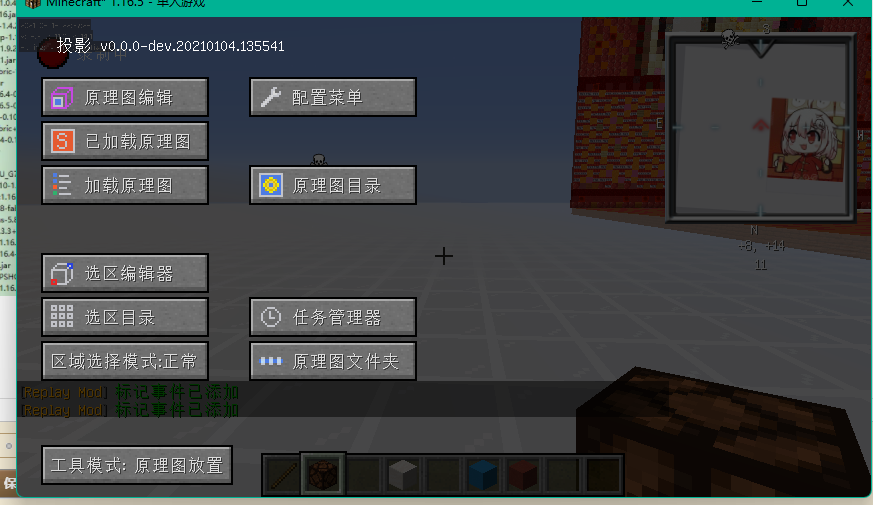 Minecraft* 1.16.5 - 单人游戏
投影 v0.0.0-dev.20210104.135541
录制中
原理图编辑
配置菜单
已加载原理图
加载原理图
原理图目录
S
E
W
N
-8, +14
11
选区编辑器
选区目录
任务管理器
区域选择模式:正常
原理图文件夹
[Replay Mod] 标记事件已添加
[Replay Mod] 标记事件已添加
工具模式: 原理图放置